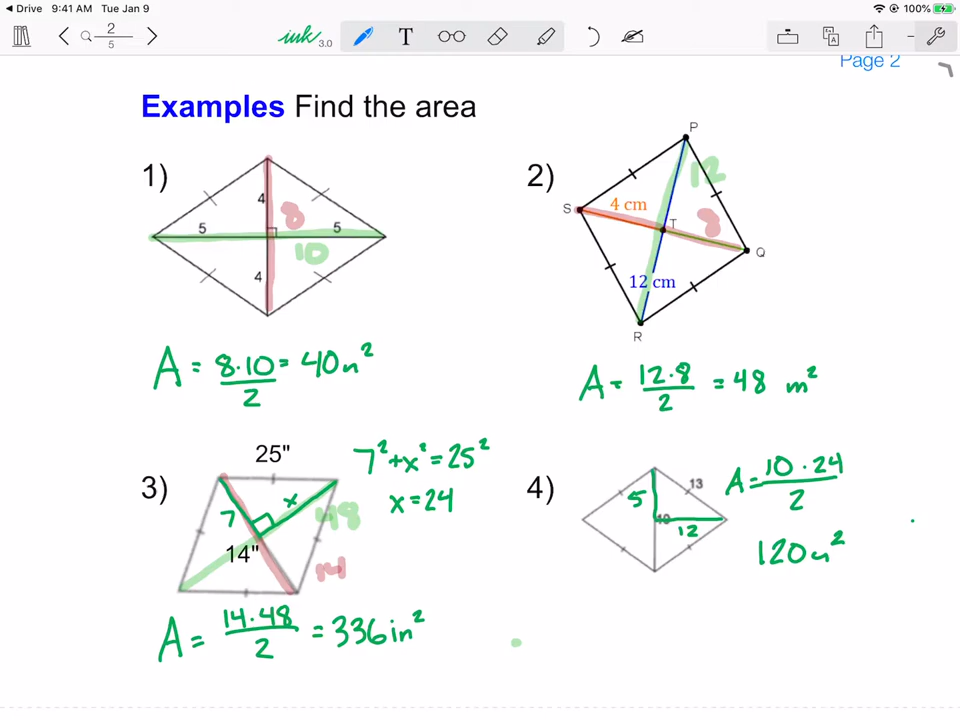 9:41 AM Tue Jan 9
100%
Drive
2
5
ink 3.0
T
Page 2
Examples Find the area
1)
4
8
5
5
10
4
A = 8·10 = 40u²
2
2)
P
12
S
4 cm
8
T
Q
12 cm
R
A = 12·8 = 48 m²
2
3)
25"
7² + x² = 25²
x = 24
x
7
48
14"
14
A = 14·48 = 336in²
2
4)
13
5
10
12
A = 10·24
2
120u²